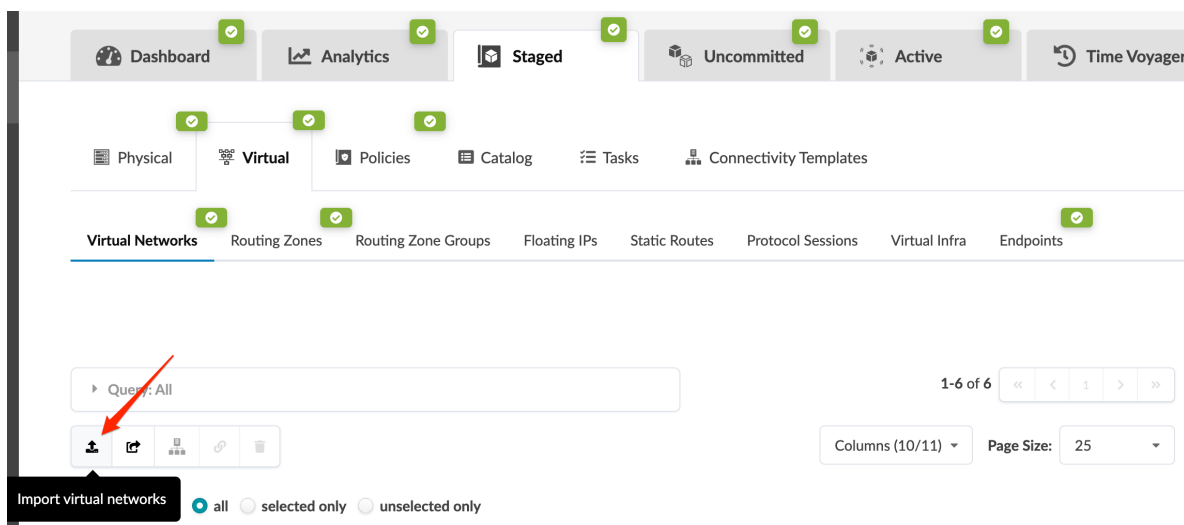 Dashboard Analytics Staged Uncommitted Active Time Voyager
Physical Virtual Policies Catalog Tasks Connectivity Templates
Virtual Networks Routing Zones Routing Zone Groups Floating IPs Static Routes Protocol Sessions Virtual Infra Endpoints
Query: All 1-6 of 6 « < 1 > »
Columns (10/11) Page Size: 25
Import virtual networks all selected only unselected only